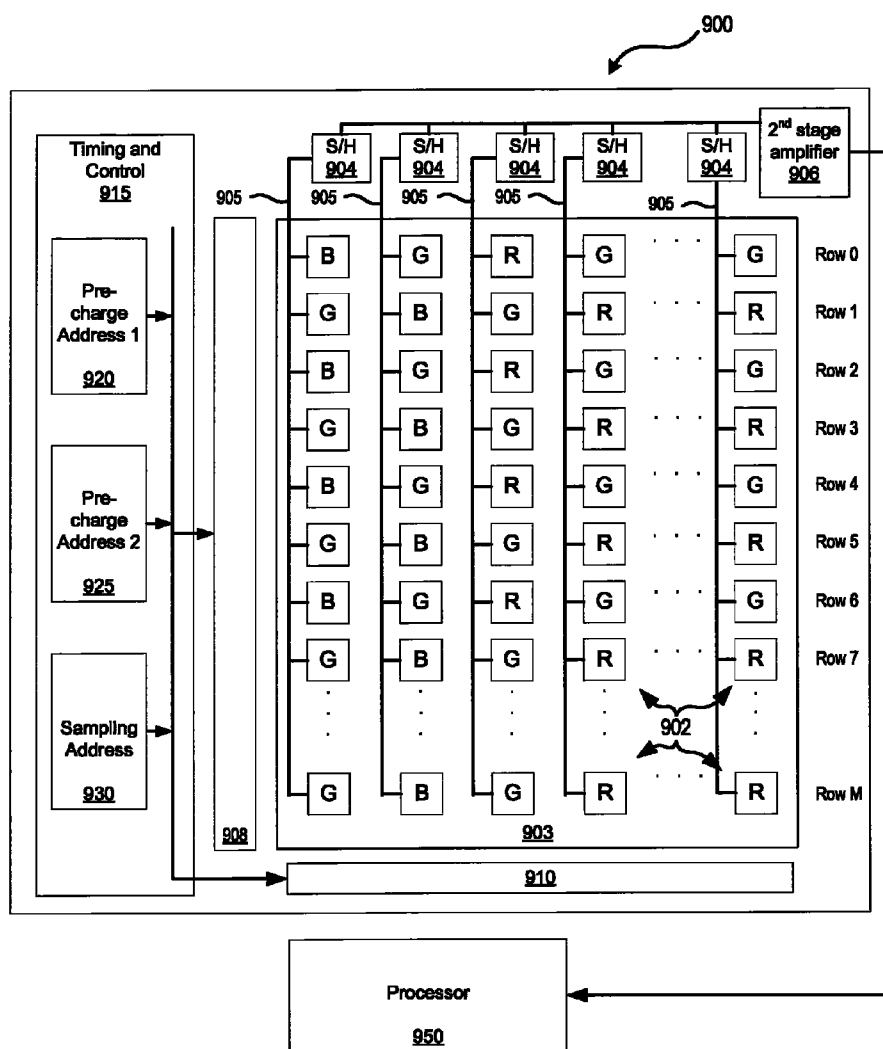 900
Timing and
Control
915
S/H
904
S/H
904
S/H
904
S/H
904
S/H
904
2nd stage
amplifier
906
905
905
905
905
905
Pre-
charge
Address 1
920
Pre-
charge
Address 2
925
Sampling
Address
930
908
B G R G . . . . G Row 0
G B G R . . . . R Row 1
B G R G . . . . G Row 2
G B G R . . . . R Row 3
B G R G . . . . G Row 4
G B G R . . . . R Row 5
B G R G . . . . G Row 6
G B G R . . . . R Row 7
902
G B G R . . . . R Row M
903
910
Processor
950